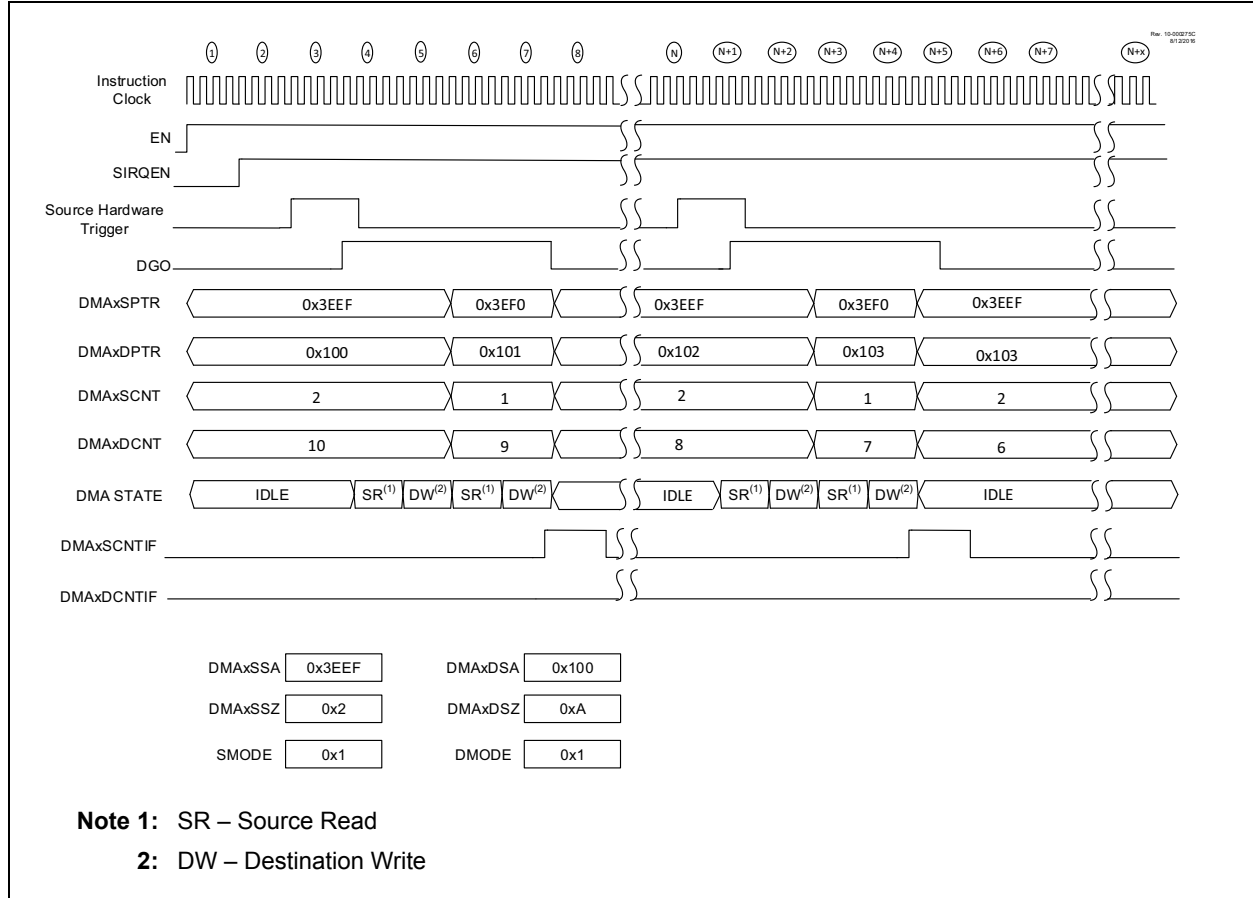 Rev. 10-000275C
8/12/2016
1 2 3 4 5 6 7 8 N N+1 N+2 N+3 N+4 N+5 N+6 N+7 N+x
Instruction
Clock
EN
SIRQEN
Source Hardware
Trigger
DGO
DMAxSPTR 0x3EEF 0x3EF0 0x3EEF 0x3EF0 0x3EEF
DMAxDPTR 0x100 0x101 0x102 0x103 0x103
DMAxSCNT 2 1 2 1 2
DMAxDCNT 10 9 8 7 6
DMA STATE IDLE SR(1) DW(2) SR(1) DW(2) IDLE SR(1) DW(2) SR(1) DW(2) IDLE
DMAxSCNTIF
DMAxDCNTIF
DMAxSSA 0x3EEF DMAxDSA 0x100
DMAxSSZ 0x2 DMAxDSZ 0xA
SMODE 0x1 DMODE 0x1
Note 1: SR – Source Read
2: DW – Destination Write